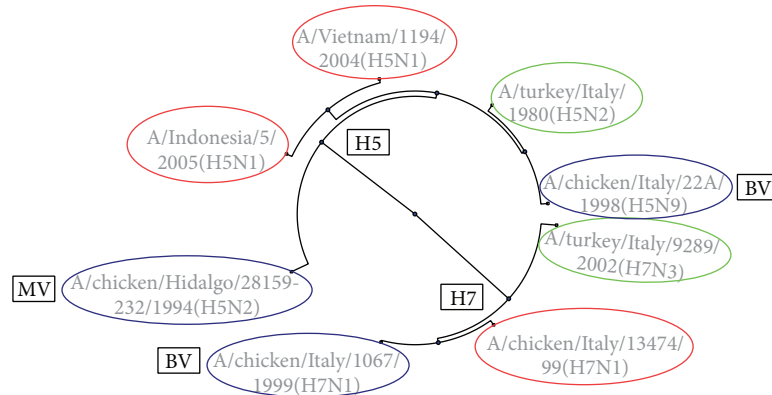 A/Vietnam/1194/
2004(H5N1)
A/turkey/Italy/
1980(H5N2)
A/Indonesia/5/
2005(H5N1)
H5
A/chicken/Italy/22A/
1998(H5N9)
BV
A/turkey/Italy/9289/
2002(H7N3)
MV
A/chicken/Hidalgo/28159-
232/1994(H5N2)
H7
A/chicken/Italy/13474/
99(H7N1)
BV
A/chicken/Italy/1067/
1999(H7N1)